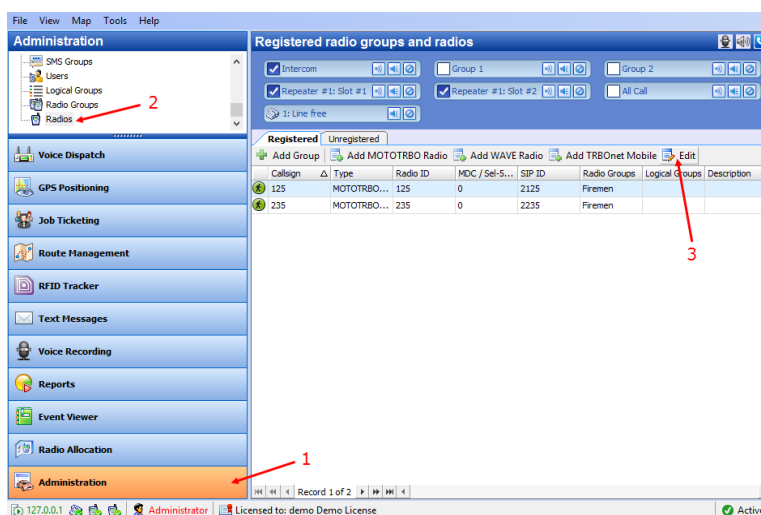 File View Map Tools Help
Administration
Registered radio groups and radios
SMS Groups
Users
Logical Groups
Radio Groups
Radios
2
Intercom
Group 1
Group 2
Repeater #1: Slot #1
Repeater #1: Slot #2
All Call
1: Line free
Registered Unregistered
Add Group Add MOTOTRBO Radio Add WAVE Radio Add TRBOnet Mobile Edit
Callsign Type Radio ID MDC / Sel-5... SIP ID Radio Groups Logical Groups Description
125 MOTOTRBO... 125 0 2125 Firemen
235 MOTOTRBO... 235 0 2235 Firemen
3
Voice Dispatch
GPS Positioning
Job Ticketing
Route Management
RFID Tracker
Text Messages
Voice Recording
Reports
Event Viewer
Radio Allocation
1
Administration
Record 1 of 2
127.0.0.1 Administrator Licensed to: demo Demo License Active